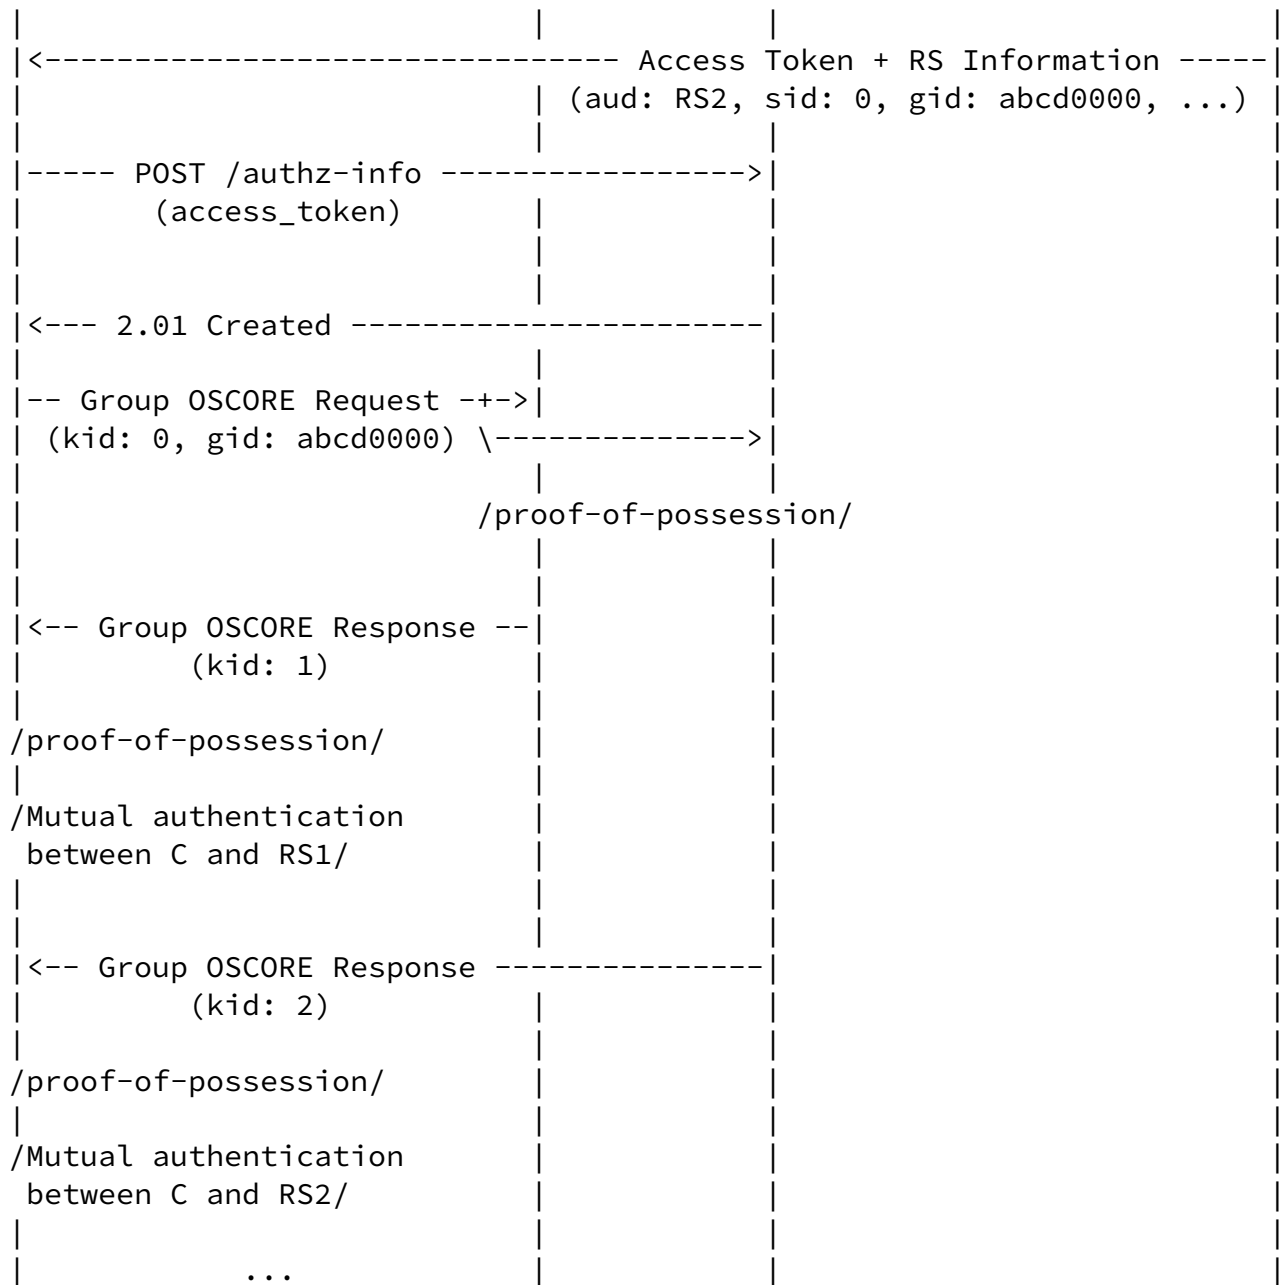 |                            |            |                           |
|<-------------------------------- Access Token + RS Information -----|
|                            | (aud: RS2, sid: 0, gid: abcd0000, ...) |
|                            |            |                           |
|----- POST /authz-info ----------------->|                           |
|       (access_token)       |            |                           |
|                            |            |                           |
|                            |            |                           |
|<--- 2.01 Created -----------------------|                           |
|                            |            |                           |
|-- Group OSCORE Request -+->|            |                           |
| (kid: 0, gid: abcd0000) \-------------->|                           |
|                            |            |                           |
|                         /proof-of-possession/                       |
|                            |            |                           |
|                            |            |                           |
|<-- Group OSCORE Response --|            |                           |
|         (kid: 1)           |            |                           |
|                            |            |                           |
/proof-of-possession/        |            |                           |
|                            |            |                           |
/Mutual authentication       |            |                           |
 between C and RS1/          |            |                           |
|                            |            |                           |
|                            |            |                           |
|<-- Group OSCORE Response ---------------|                           |
|         (kid: 2)           |            |                           |
|                            |            |                           |
/proof-of-possession/        |            |                           |
|                            |            |                           |
/Mutual authentication       |            |                           |
 between C and RS2/          |            |                           |
|                            |            |                           |
|            ...             |            |                           |